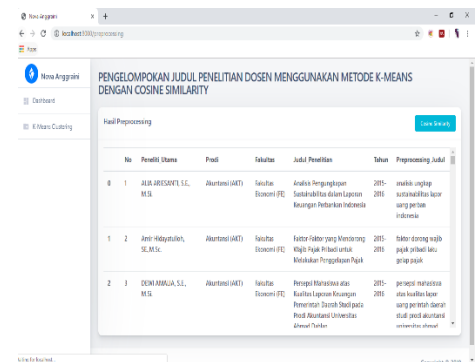 Nova Anggraini
localhost:8080/preprocessing
Nova Anggraini
Dashboard
K-Means Clustering
PENGELOMPOKAN JUDUL PENELITIAN DOSEN MENGGUNAKAN METODE K-MEANS
DENGAN COSINE SIMILARITY
Hasil Preprocessing
Cosine Similarity
No Peneliti Utama Prodi Fakultas Judul Penelitian Tahun Preprocessing Judul
0 1 Akuntansi (AKT) Fakultas Ekonomi (FE) Analisis Pengungkapan Sustainabilitas dalam Laporan Keuangan Perbankan Indonesia 2015-2016 analisis ungkap sustainabilitas lapor uang perban indonesia
1 2 Amir Hidayatulloh, SE.,M.Sc. Akuntansi (AKT) Fakultas Ekonomi (FE) Faktor-Faktor yang Mendorong Wajib Pajak Pribadi untuk Melakukan Penggelapan Pajak 2015-2016 faktor dorong wajib pajak pribadi laku gelap pajak
2 3 DEWI AMALIA, S.E., M.Si. Akuntansi (AKT) Fakultas Ekonomi (FE) Persepsi Mahasiswa atas Kualitas Laporan Keuangan Pemerintah Daerah Studi pada Prodi Akuntansi Universitas Ahmad Dahlan 2015-2016 persepsi mahasiswa atas kualitas lapor uang perintah daerah studi prodi akuntansi universitas ahmad